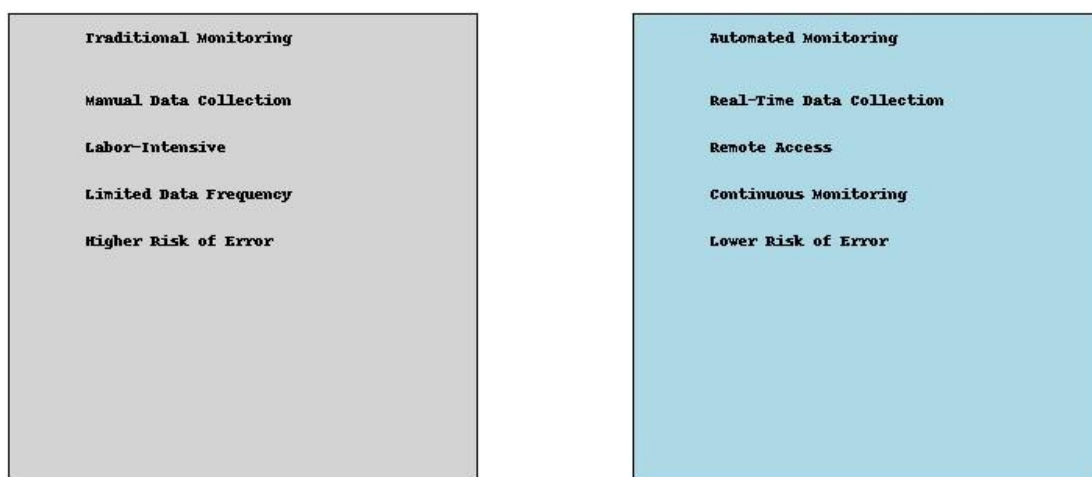 Traditional Monitoring
Manual Data Collection
Labor-Intensive
Limited Data Frequency
Higher Risk of Error
Automated Monitoring
Real-Time Data Collection
Remote Access
Continuous Monitoring
Lower Risk of Error